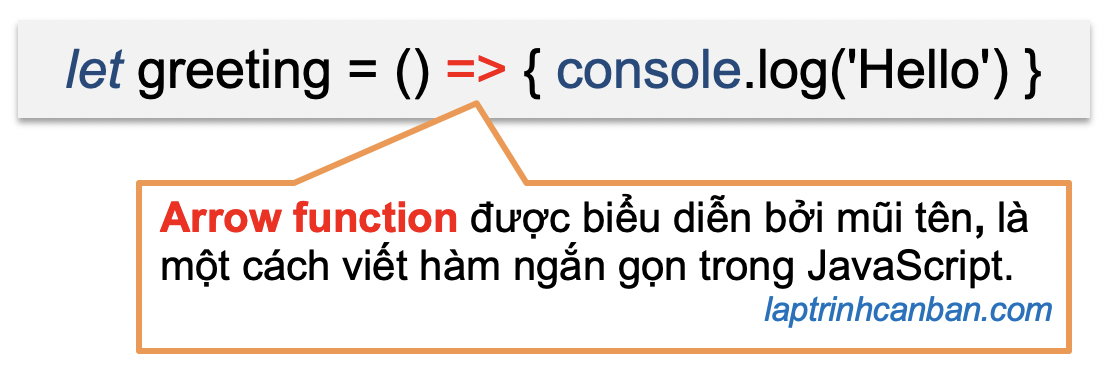 let greeting = () => { console.log('Hello') }
Arrow function được biểu diễn bởi mũi tên, là
một cách viết hàm ngắn gọn trong JavaScript.
laptrinhcanban.com